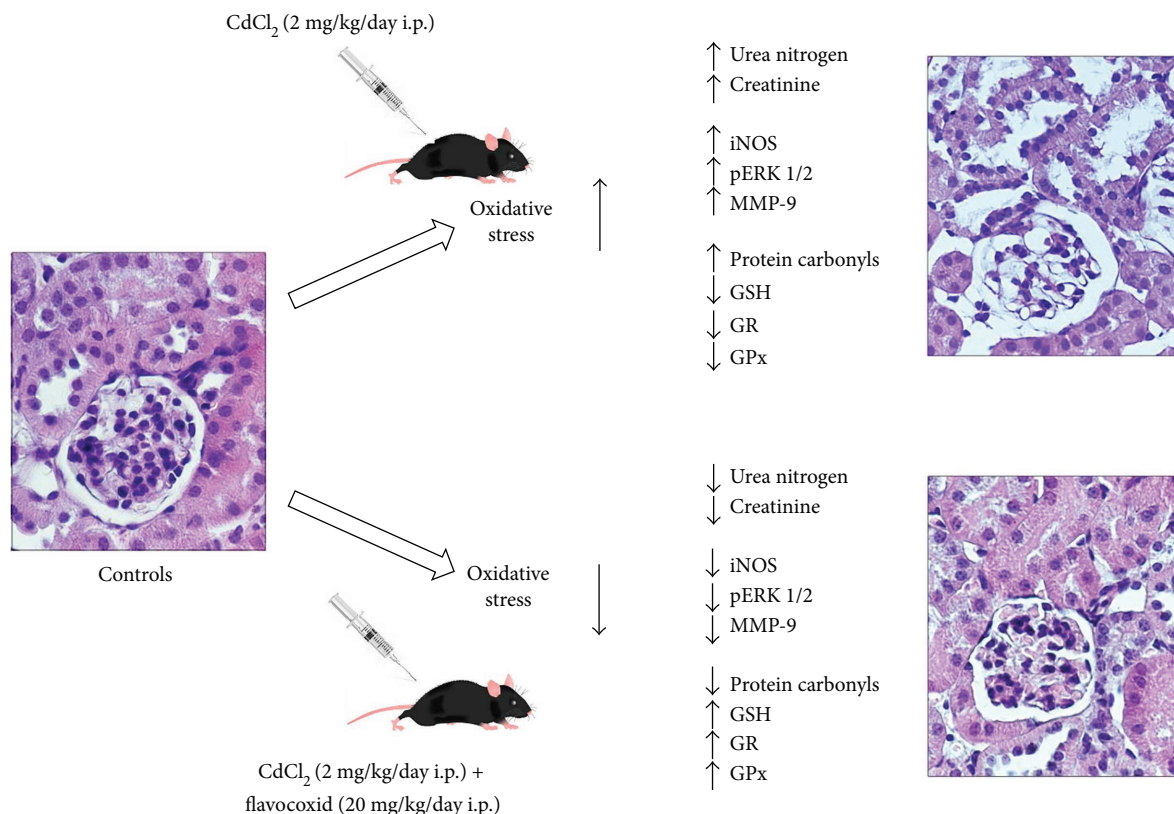 CdCl₂ (2 mg/kg/day i.p.)
Oxidative
stress
↑ Urea nitrogen
↑ Creatinine
↑ iNOS
↑ pERK 1/2
↑ MMP-9
↑ Protein carbonyls
↓ GSH
↓ GR
↓ GPx
Controls
Oxidative
stress
CdCl₂ (2 mg/kg/day i.p.) +
flavocoxid (20 mg/kg/day i.p.)
↓ Urea nitrogen
↓ Creatinine
↓ iNOS
↓ pERK 1/2
↓ MMP-9
↓ Protein carbonyls
↑ GSH
↑ GR
↑ GPx